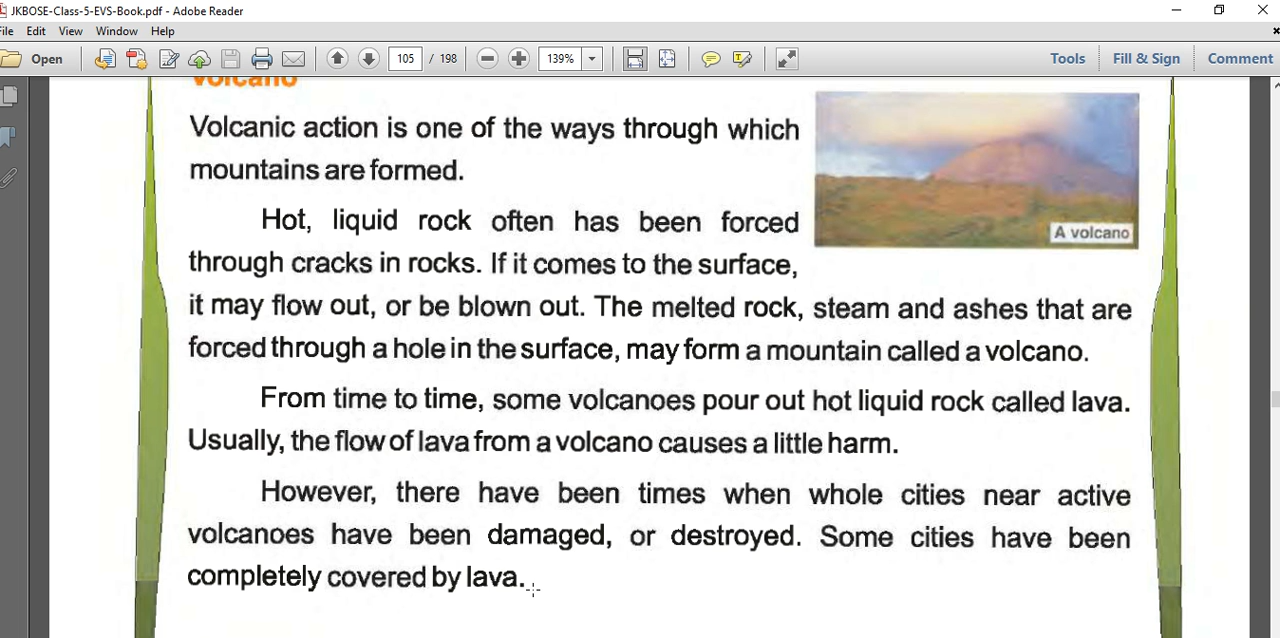 JKBOSE-Class-5-EVS-Book.pdf - Adobe Reader
File Edit View Window Help
Open 105 / 198 139% Tools Fill & Sign Comment
Volcano
Volcanic action is one of the ways through which
mountains are formed.
A volcano
Hot, liquid rock often has been forced
through cracks in rocks. If it comes to the surface,
it may flow out, or be blown out. The melted rock, steam and ashes that are
forced through a hole in the surface, may form a mountain called a volcano.
From time to time, some volcanoes pour out hot liquid rock called lava.
Usually, the flow of lava from a volcano causes a little harm.
However, there have been times when whole cities near active
volcanoes have been damaged, or destroyed. Some cities have been
completely covered by lava.